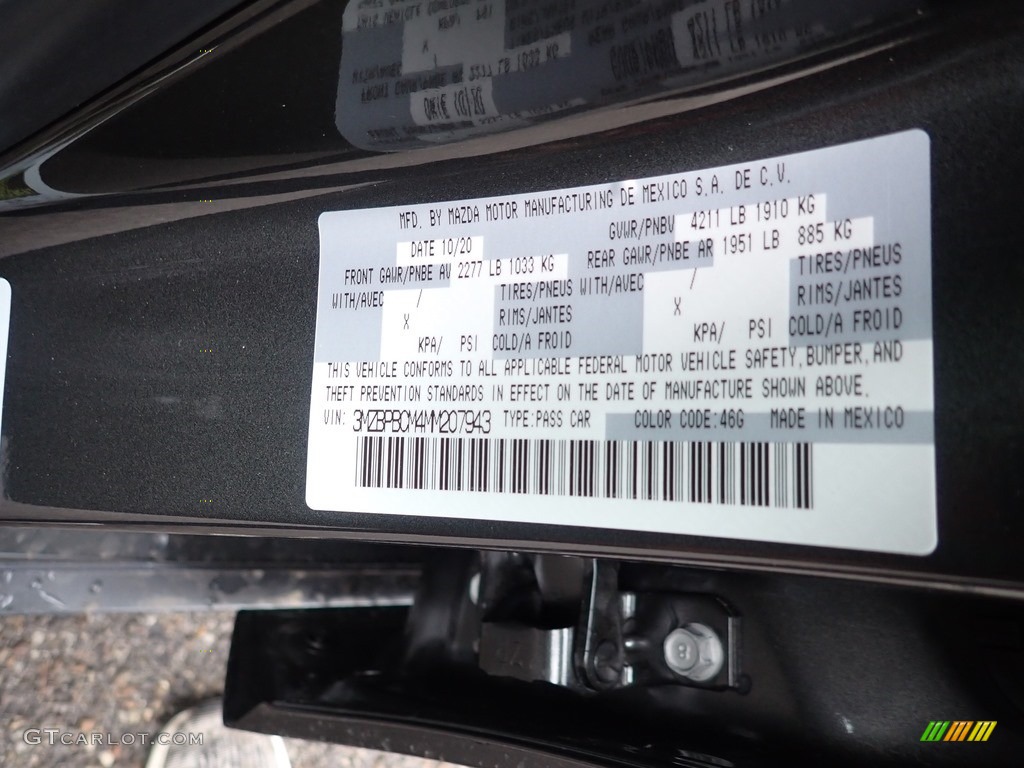 MFD. BY MAZDA MOTOR MANUFACTURING DE MEXICO S.A. DE C.V.
DATE 10/20 GVWR/PNBV 4211 LB 1910 KG
FRONT GAWR/PNBE AV 2277 LB 1033 KG REAR GAWR/PNBE AR 1951 LB 885 KG
WITH/AVEC / TIRES/PNEUS WITH/AVEC / TIRES/PNEUS
X RIMS/JANTES X RIMS/JANTES
KPA/ PSI COLD/A FROID KPA/ PSI COLD/A FROID
THIS VEHICLE CONFORMS TO ALL APPLICABLE FEDERAL MOTOR VEHICLE SAFETY, BUMPER, AND
THEFT PREVENTION STANDARDS IN EFFECT ON THE DATE OF MANUFACTURE SHOWN ABOVE.
VIN: 3MZBPBCM4MM207943 TYPE:PASS CAR COLOR CODE:46G MADE IN MEXICO
8
GTCARLOT.COM